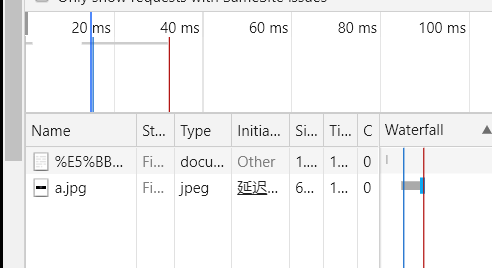 Only show requests with SameSite issues
20 ms 40 ms 60 ms 80 ms 100 ms
Name St... Type Initia... Si... Ti... C Waterfall
%E5%BB... Fi... docu... Other 1.... 1... 0
a.jpg Fi... jpeg 延迟... 6... 1... 0